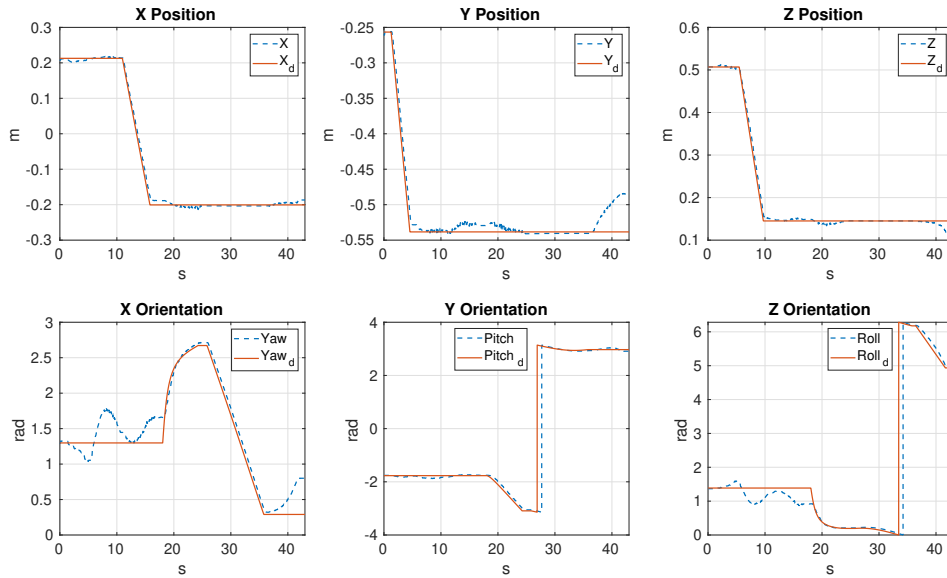 X Position
Y Position
Z Position
0.3
0.2
0.1
0
-0.1
-0.2
-0.3
m
X
X_d
0 10 20 30 40
s
-0.25
-0.3
-0.35
-0.4
-0.45
-0.5
-0.55
m
Y
Y_d
0 10 20 30 40
s
0.6
0.5
0.4
0.3
0.2
0.1
m
Z
Z_d
0 10 20 30 40
s
X Orientation
Y Orientation
Z Orientation
3
2.5
2
1.5
1
0.5
0
rad
Yaw
Yaw_d
0 10 20 30 40
s
4
2
0
-2
-4
rad
Pitch
Pitch_d
0 10 20 30 40
s
6
5
4
3
2
1
0
rad
Roll
Roll_d
0 10 20 30 40
s